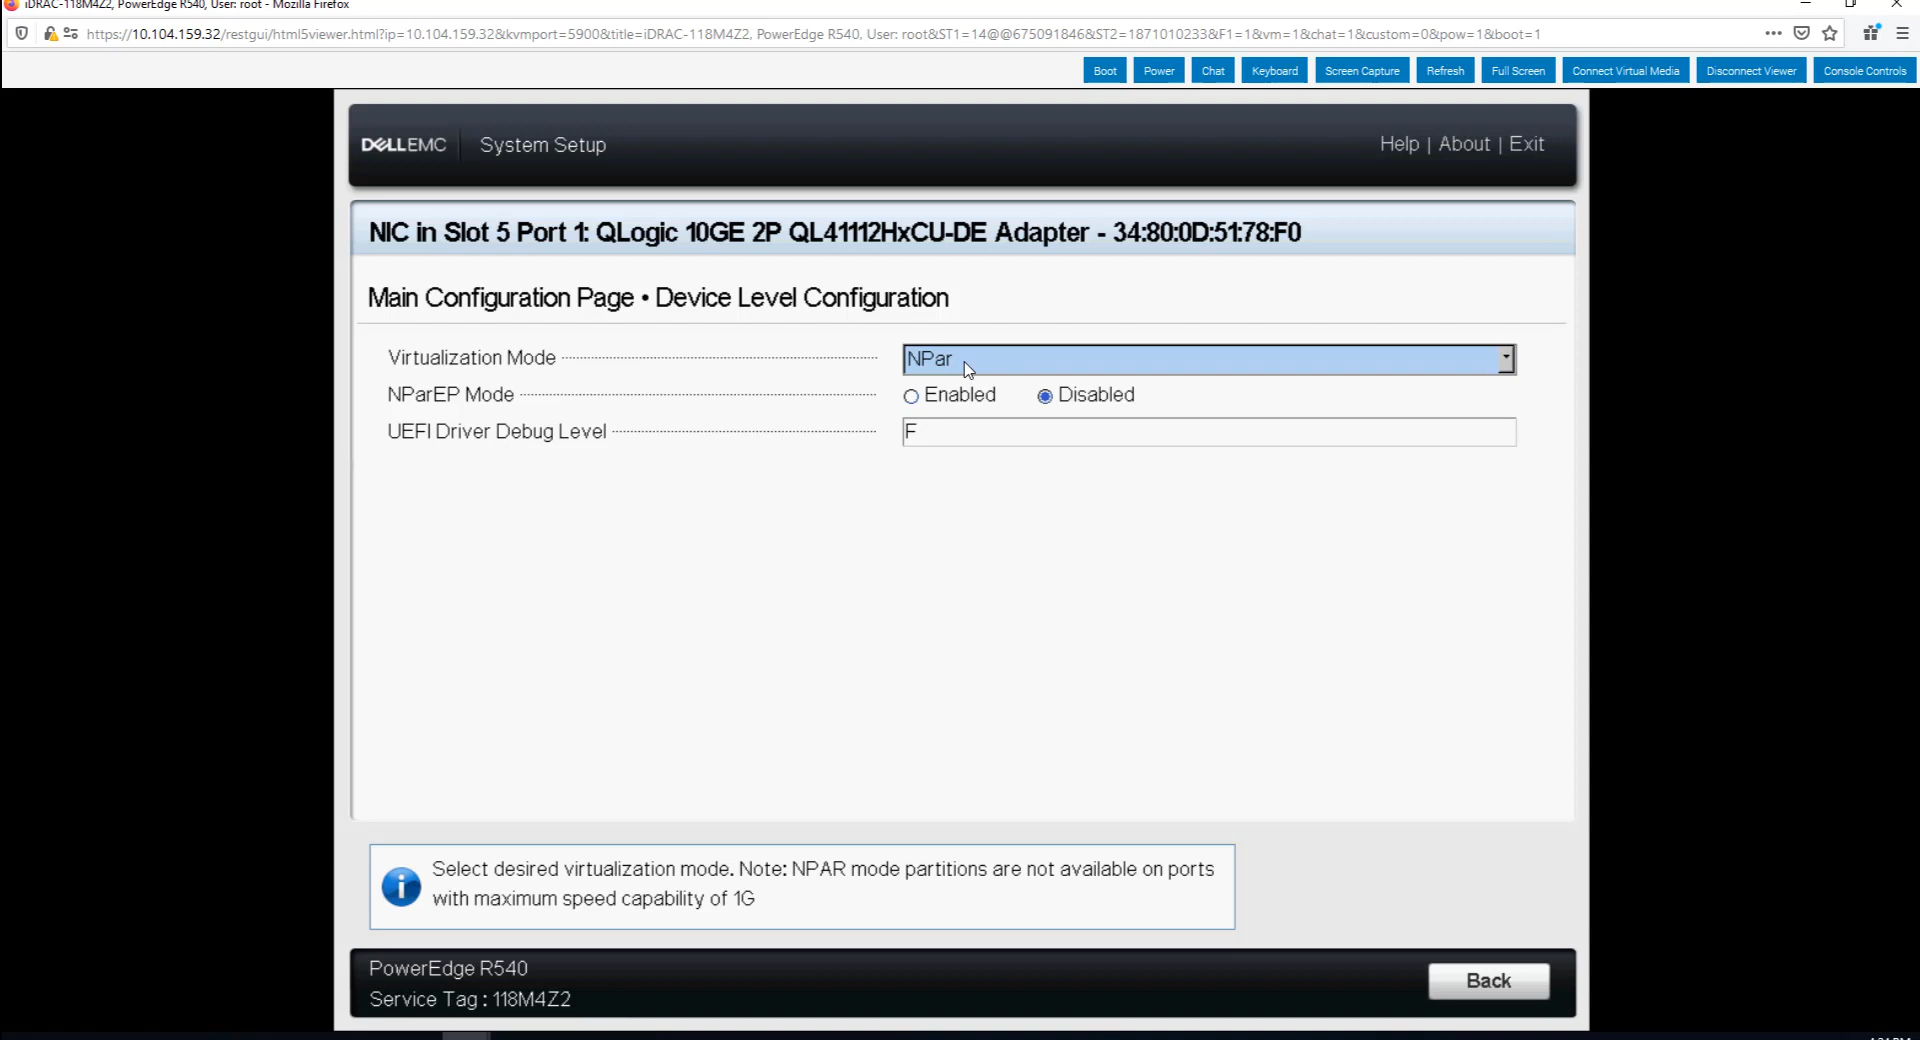 iDRAC-118M4Z2, PowerEdge R540, User: root - Mozilla Firefox
https://10.104.159.32/restgui/html5viewer.html?ip=10.104.159.32&kvmport=5900&title=iDRAC-118M4Z2, PowerEdge R540, User: root&ST1=14@@675091846&ST2=1871010233&F1=1&vm=1&chat=1&custom=0&pow=1&boot=1
Boot Power Chat Keyboard Screen Capture Refresh Full Screen Connect Virtual Media Disconnect Viewer Console Controls
DELLEMC System Setup Help | About | Exit
NIC in Slot 5 Port 1: QLogic 10GE 2P QL41112HxCU-DE Adapter - 34:80:0D:51:78:F0
Main Configuration Page • Device Level Configuration
Virtualization Mode NPar
NParEP Mode Enabled Disabled
UEFI Driver Debug Level F
Select desired virtualization mode. Note: NPAR mode partitions are not available on ports
with maximum speed capability of 1G
PowerEdge R540
Service Tag : 118M4Z2
Back